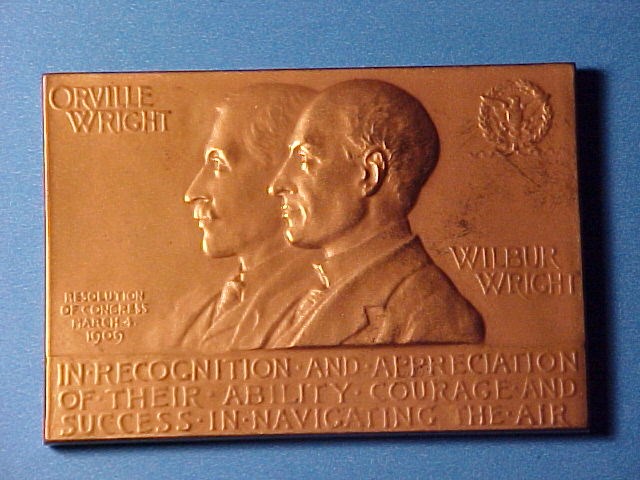 ORVILLE
WRIGHT
WILBUR
WRIGHT
RESOLUTION
OF CONGRESS
MARCH·4·
1909
IN·RECOGNITION·AND·APPRECIATION
OF·THEIR·ABILITY·COURAGE·AND
SUCCESS·IN·NAVIGATING·THE·AIR